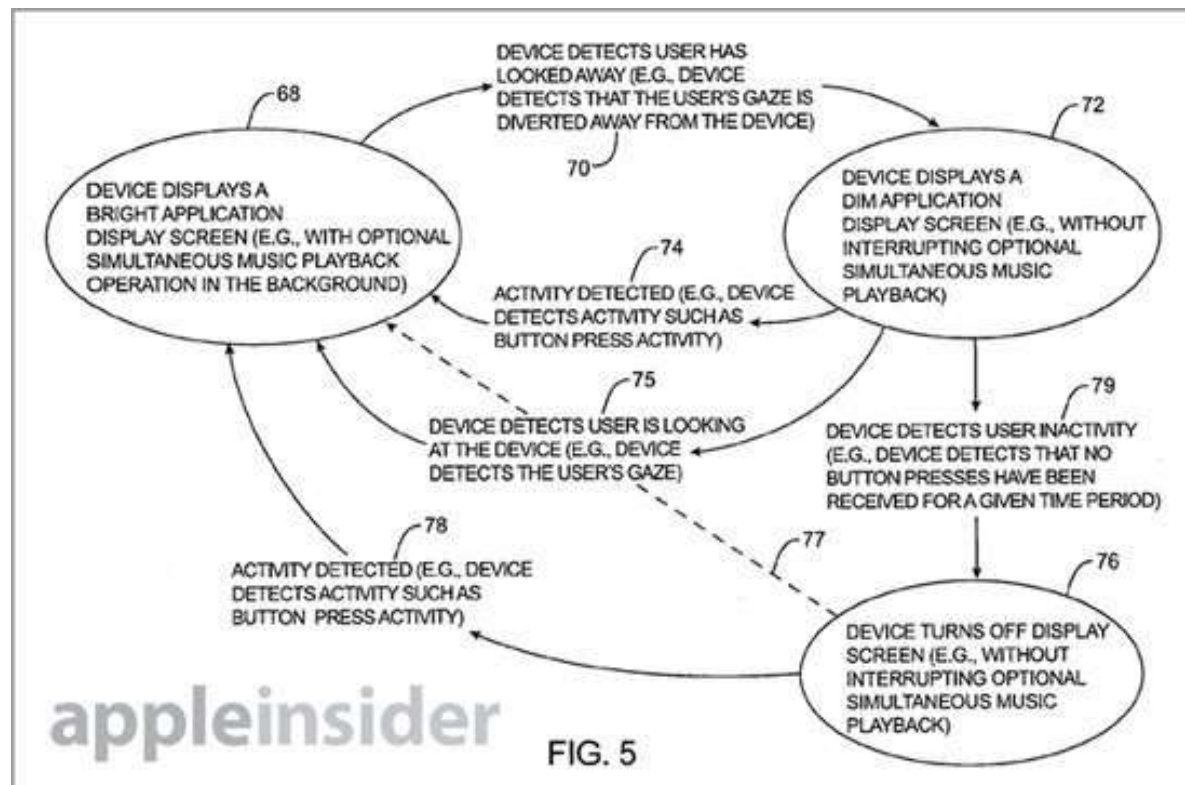 DEVICE DETECTS USER HAS
LOOKED AWAY (E.G., DEVICE
DETECTS THAT THE USER'S GAZE IS
DIVERTED AWAY FROM THE DEVICE)
70
68
DEVICE DISPLAYS A
BRIGHT APPLICATION
DISPLAY SCREEN (E.G., WITH OPTIONAL
SIMULTANEOUS MUSIC PLAYBACK
OPERATION IN THE BACKGROUND)
72
DEVICE DISPLAYS A
DIM APPLICATION
DISPLAY SCREEN (E.G., WITHOUT
INTERRUPTING OPTIONAL
SIMULTANEOUS MUSIC
PLAYBACK)
74
ACTIVITY DETECTED (E.G., DEVICE
DETECTS ACTIVITY SUCH AS
BUTTON PRESS ACTIVITY)
75
DEVICE DETECTS USER IS LOOKING
AT THE DEVICE (E.G., DEVICE
DETECTS THE USER'S GAZE)
79
DEVICE DETECTS USER INACTIVITY
(E.G., DEVICE DETECTS THAT NO
BUTTON PRESSES HAVE BEEN
RECEIVED FOR A GIVEN TIME PERIOD)
78
ACTIVITY DETECTED (E.G., DEVICE
DETECTS ACTIVITY SUCH AS
BUTTON PRESS ACTIVITY)
77
76
DEVICE TURNS OFF DISPLAY
SCREEN (E.G., WITHOUT
INTERRUPTING OPTIONAL
SIMULTANEOUS MUSIC
PLAYBACK)
appleinsider
FIG. 5